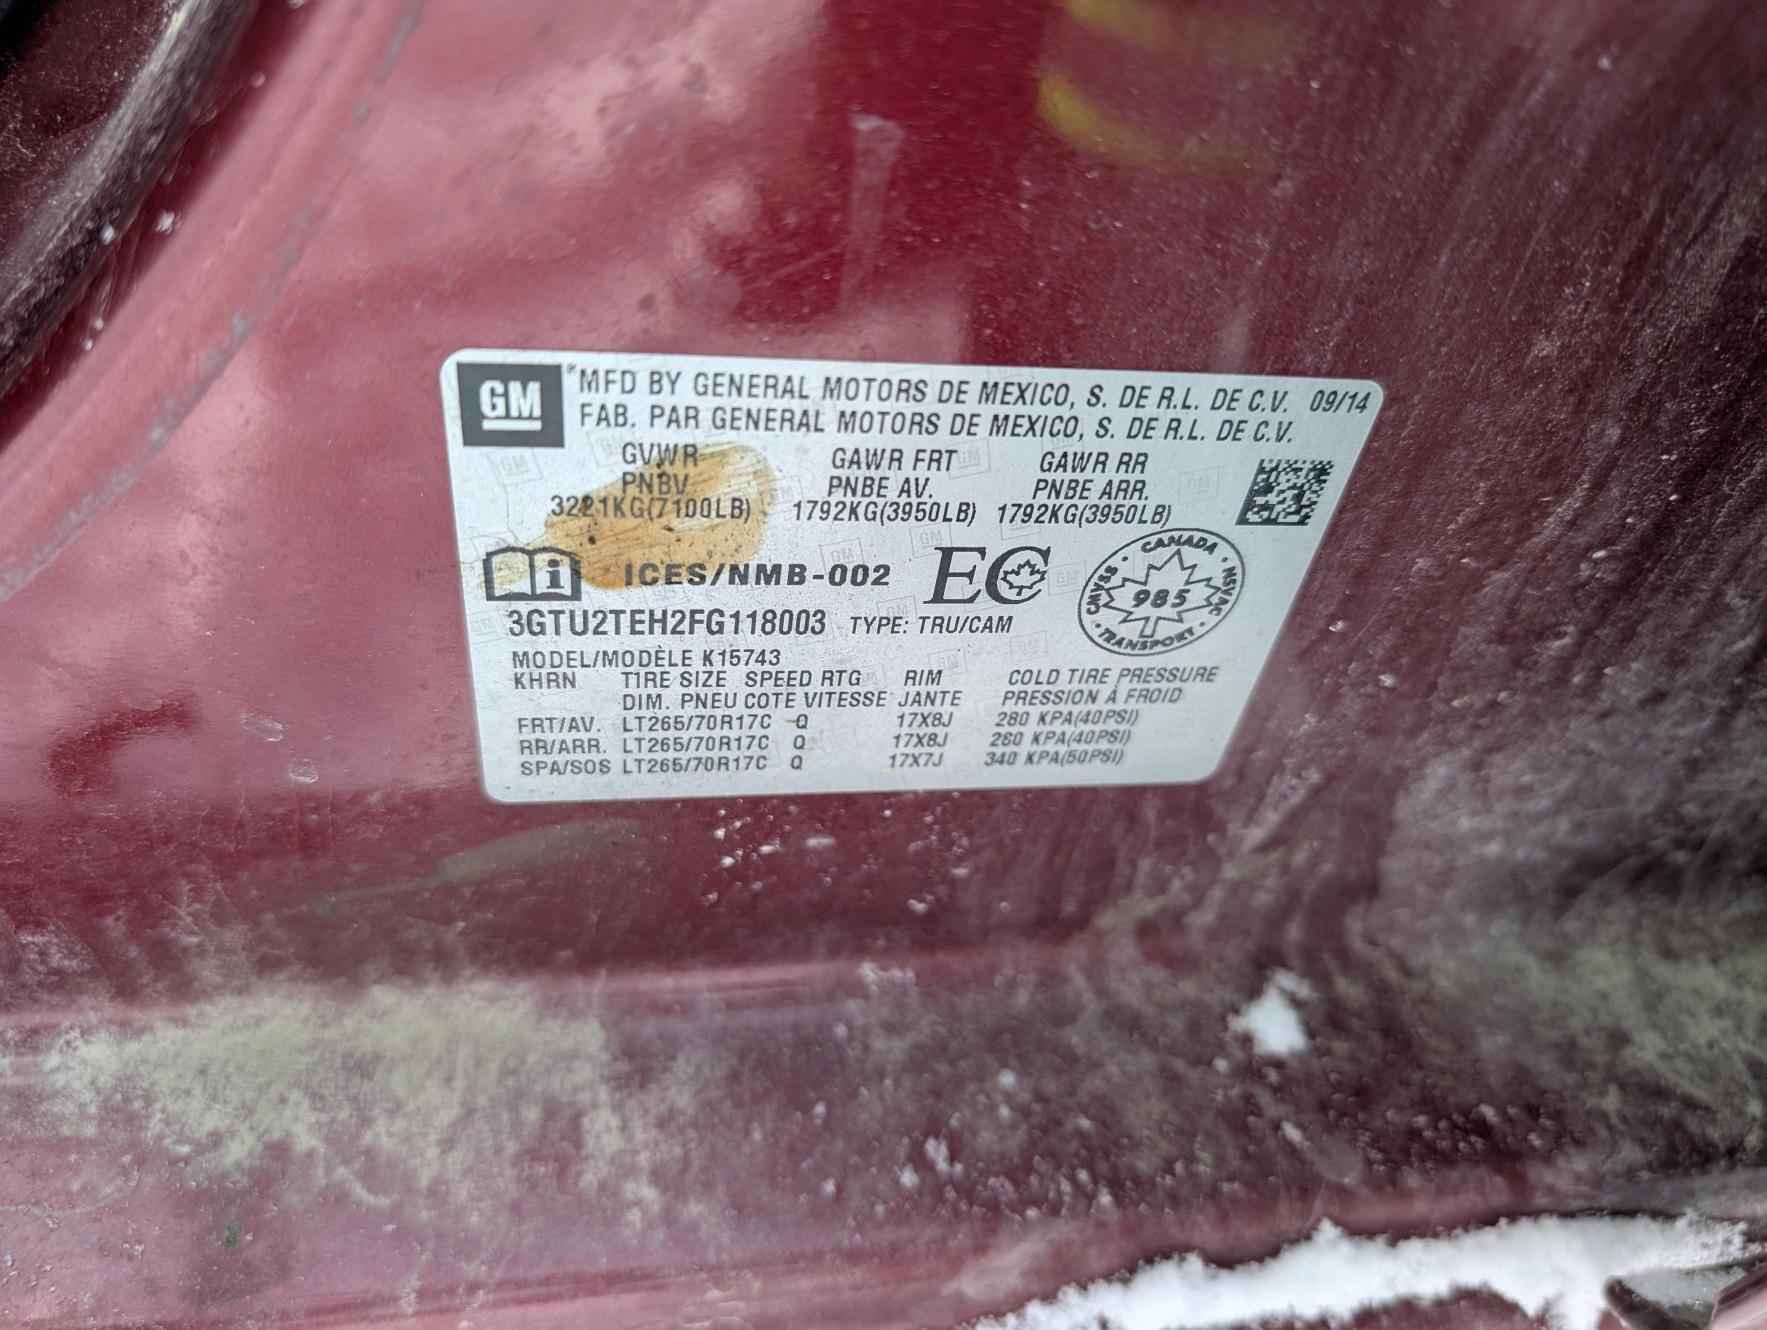 GM
*MFD BY GENERAL MOTORS DE MEXICO, S. DE R.L. DE C.V. 09/14
FAB. PAR GENERAL MOTORS DE MEXICO, S. DE R.L. DE C.V.
GVWR GAWR FRT GAWR RR
PNBV PNBE AV. PNBE ARR.
3221KG(7100LB) 1792KG(3950LB) 1792KG(3950LB)
i ICES/NMB-002 EC
CANADA
CMVSS 985 NSVAC
TRANSPORT
3GTU2TEH2FG118003 TYPE: TRU/CAM
MODEL/MODÈLE K15743
KHRN TIRE SIZE SPEED RTG RIM COLD TIRE PRESSURE
DIM. PNEU COTE VITESSE JANTE PRESSION À FROID
FRT/AV. LT265/70R17C Q 17X8J 280 KPA(40PSI)
RR/ARR. LT265/70R17C Q 17X8J 280 KPA(40PSI)
SPA/SOS LT265/70R17C Q 17X7J 340 KPA(50PSI)